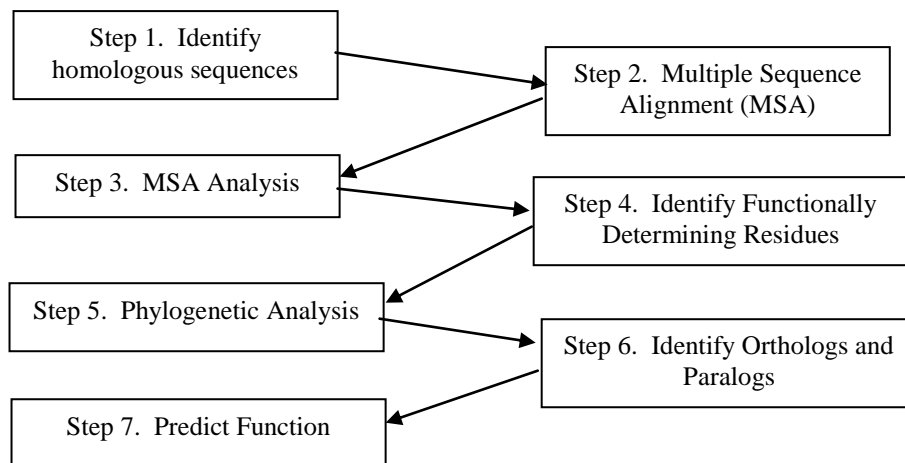 Step 1. Identify
homologous sequences
Step 2. Multiple Sequence
Alignment (MSA)
Step 3. MSA Analysis
Step 4. Identify Functionally
Determining Residues
Step 5. Phylogenetic Analysis
Step 6. Identify Orthologs and
Paralogs
Step 7. Predict Function